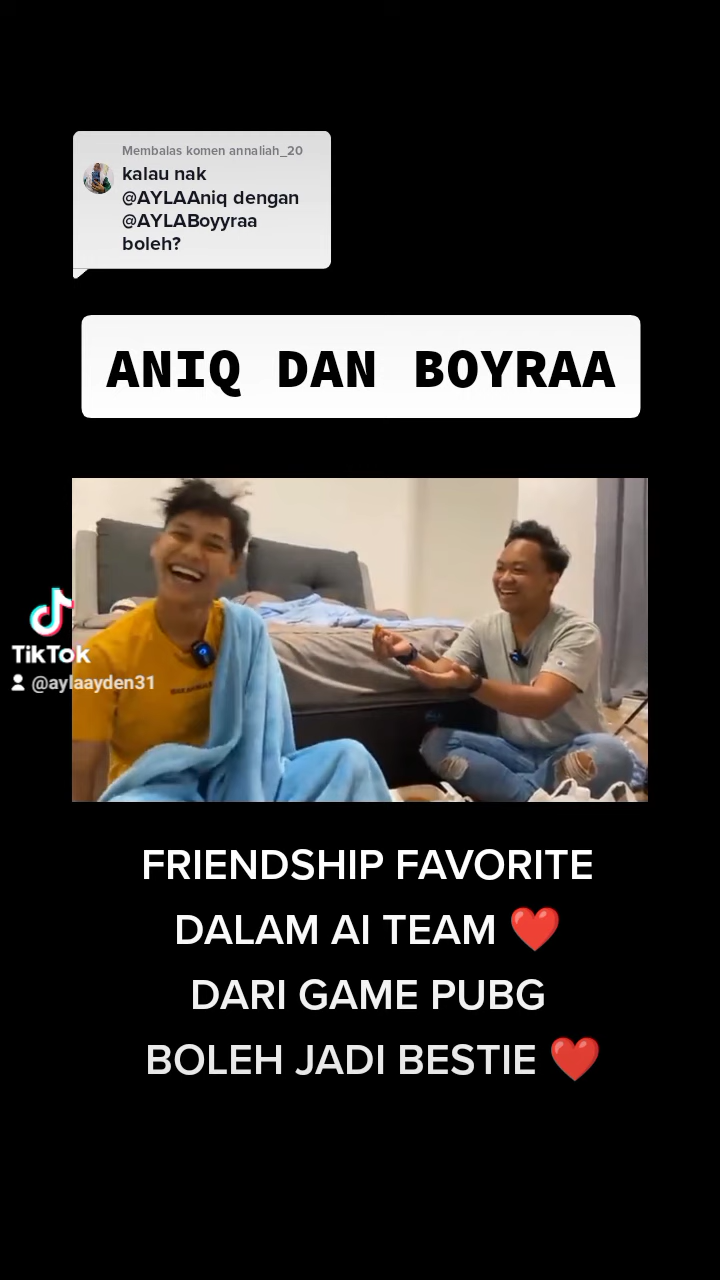 Membalas komen annaliah_20
kalau nak
@AYLAAniq dengan
@AYLABoyyraa
boleh?
ANIQ DAN BOYRAA
TikTok
@aylaayden31
FRIENDSHIP FAVORITE
DALAM AI TEAM ❤️
DARI GAME PUBG
BOLEH JADI BESTIE ❤️